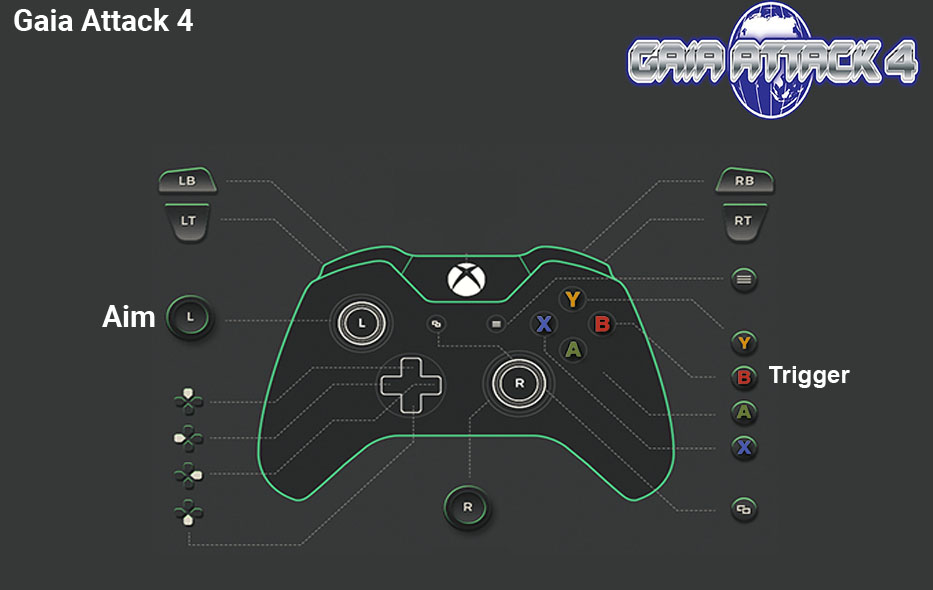 Gaia Attack 4
GAIA ATTACK 4
LB
RB
LT
RT
Y
Aim
L
L
X
B
Y
A
R
B
Trigger
A
X
R